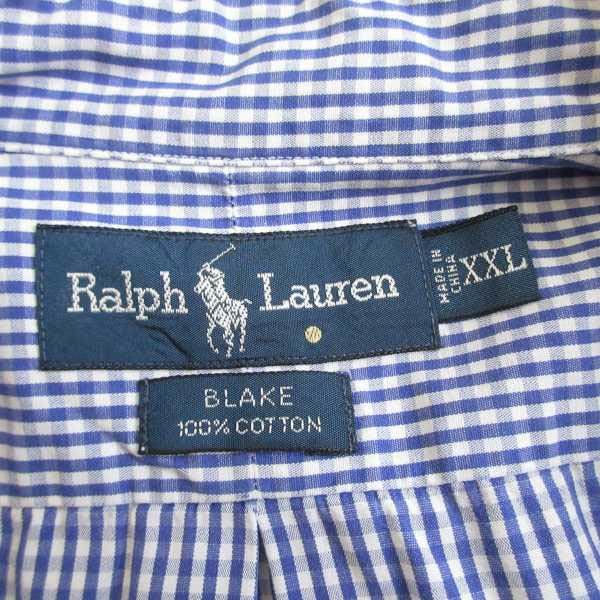 Ralph Lauren
MADE IN
CHINA
XXL
BLAKE
100% COTTON